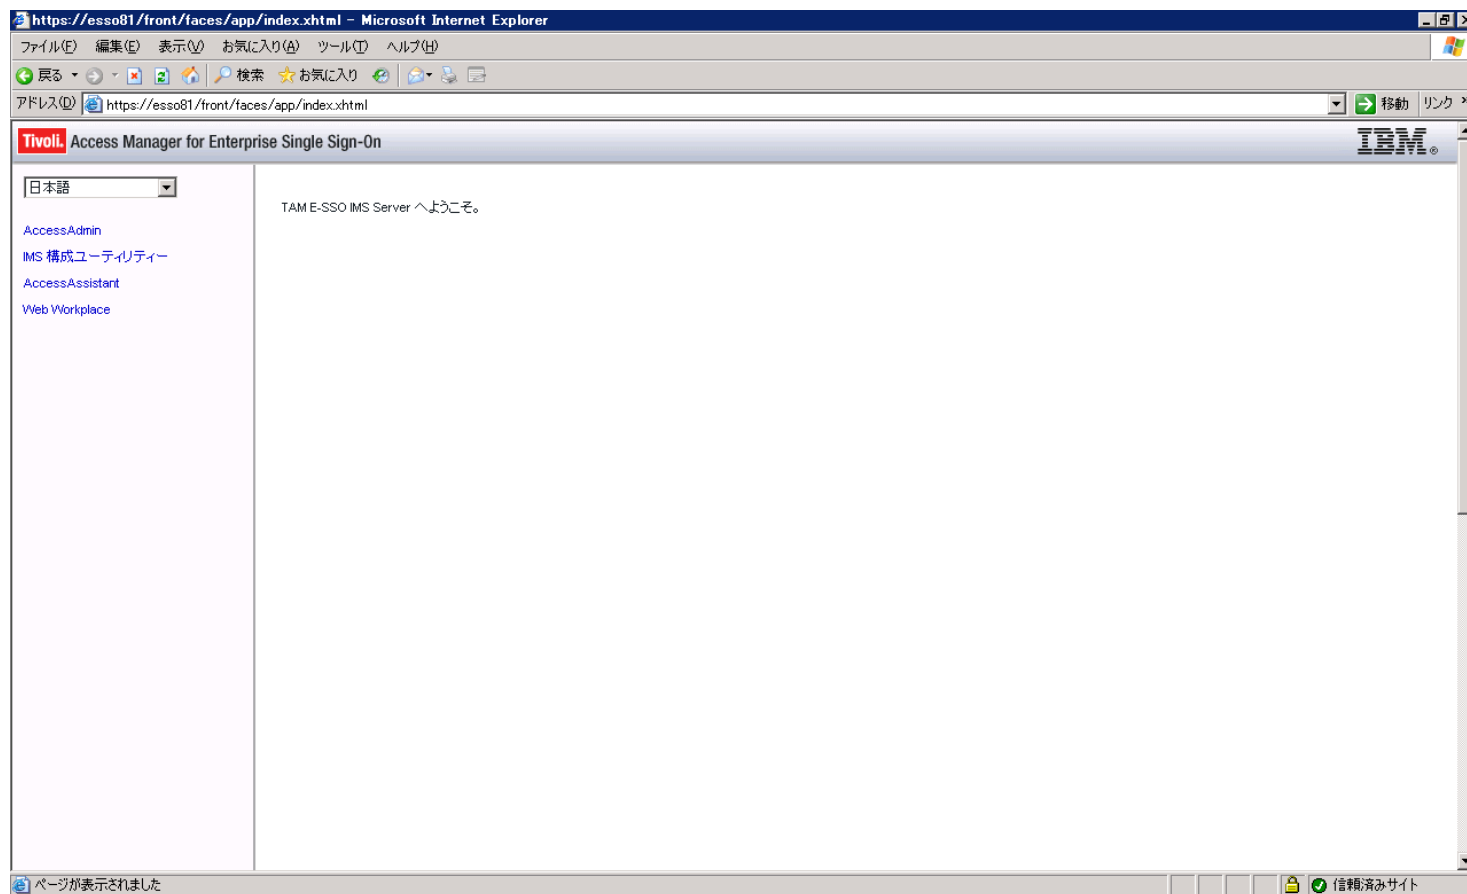 https://esso81/front/faces/app/index.xhtml - Microsoft Internet Explorer
ファイル(F) 編集(E) 表示(V) お気に入り(A) ツール(T) ヘルプ(H)
戻る 検索 お気に入り
アドレス(D) https://esso81/front/faces/app/index.xhtml 移動 リンク »
Tivoli. Access Manager for Enterprise Single Sign-On IBM®
日本語
TAM E-SSO IMS Server へようこそ。
AccessAdmin
IMS 構成ユーティリティー
AccessAssistant
Web Workplace
ページが表示されました 信頼済みサイト